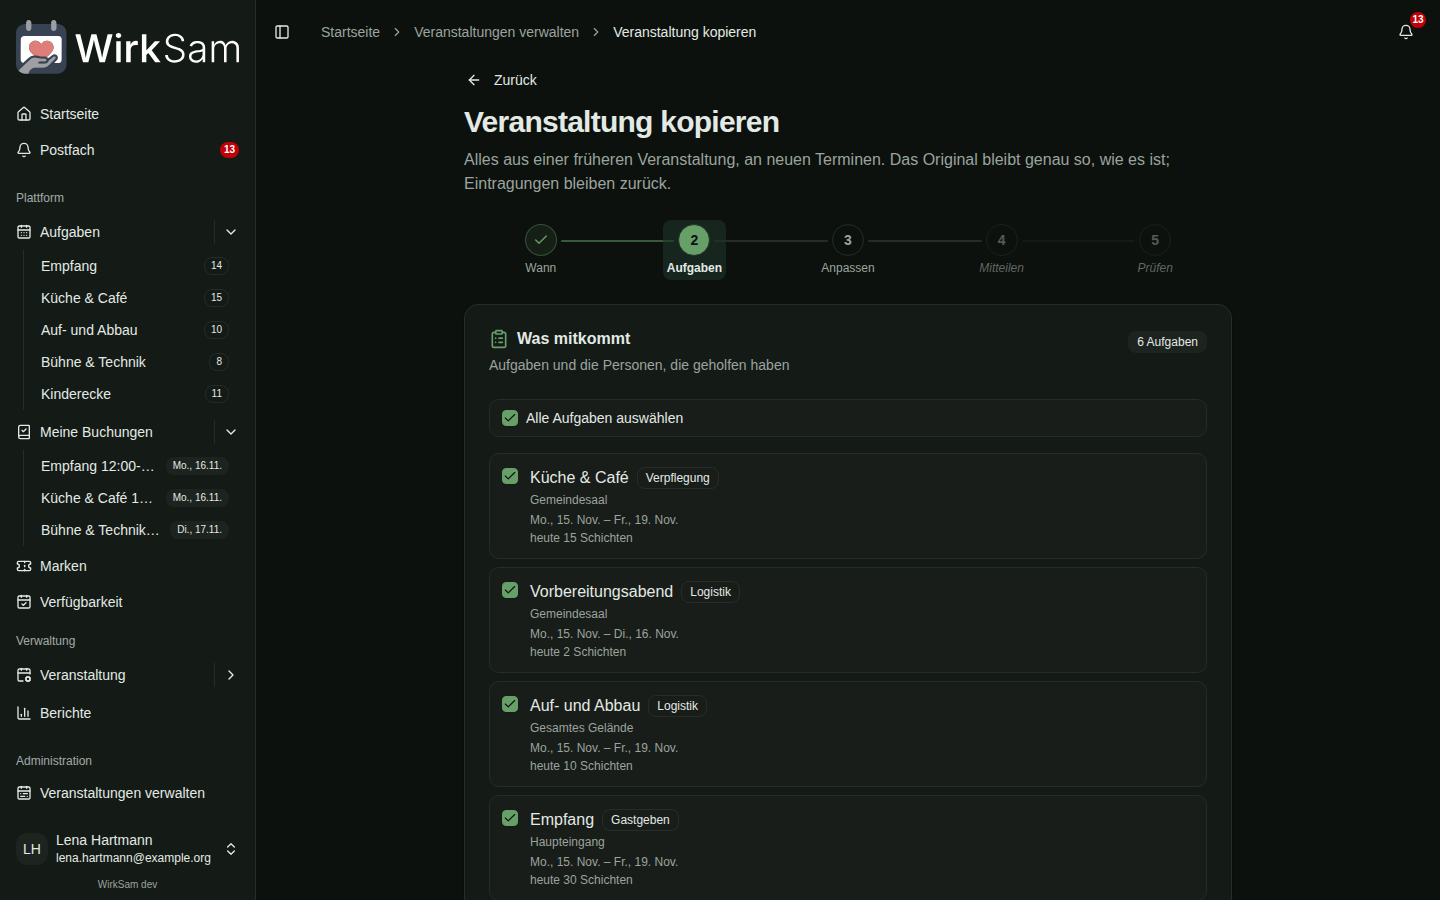 WirkSam
Startseite
Postfach
13
Plattform
Aufgaben
Empfang
14
Küche & Café
15
Auf- und Abbau
10
Bühne & Technik
8
Kinderecke
11
Meine Buchungen
Empfang 12:00-…
Mo., 16.11.
Küche & Café 1…
Mo., 16.11.
Bühne & Technik…
Di., 17.11.
Marken
Verfügbarkeit
Verwaltung
Veranstaltung
Berichte
Administration
Veranstaltungen verwalten
LH
Lena Hartmann
lena.hartmann@example.org
WirkSam dev
Startseite
Veranstaltungen verwalten
Veranstaltung kopieren
13
Zurück
Veranstaltung kopieren
Alles aus einer früheren Veranstaltung, an neuen Terminen. Das Original bleibt genau so, wie es ist;
Eintragungen bleiben zurück.
Wann
2
Aufgaben
3
Anpassen
4
Mitteilen
5
Prüfen
Was mitkommt
6 Aufgaben
Aufgaben und die Personen, die geholfen haben
Alle Aufgaben auswählen
Küche & Café
Verpflegung
Gemeindesaal
Mo., 15. Nov. – Fr., 19. Nov.
heute 15 Schichten
Vorbereitungsabend
Logistik
Gemeindesaal
Mo., 15. Nov. – Di., 16. Nov.
heute 2 Schichten
Auf- und Abbau
Logistik
Gesamtes Gelände
Mo., 15. Nov. – Fr., 19. Nov.
heute 10 Schichten
Empfang
Gastgeben
Haupteingang
Mo., 15. Nov. – Fr., 19. Nov.
heute 30 Schichten